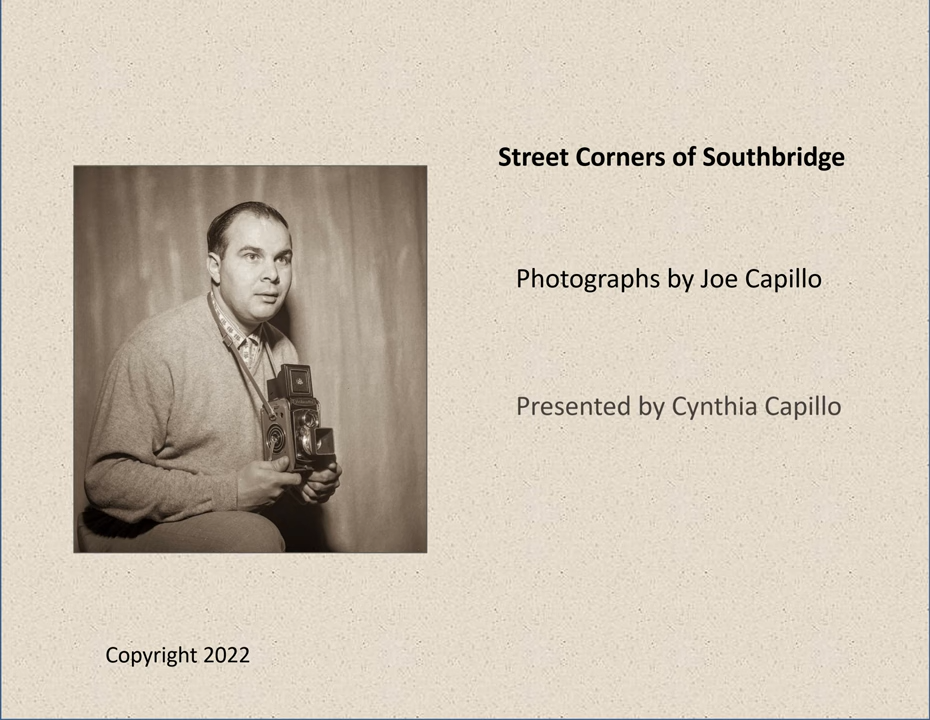 Street Corners of Southbridge
Photographs by Joe Capillo
Presented by Cynthia Capillo
Copyright 2022